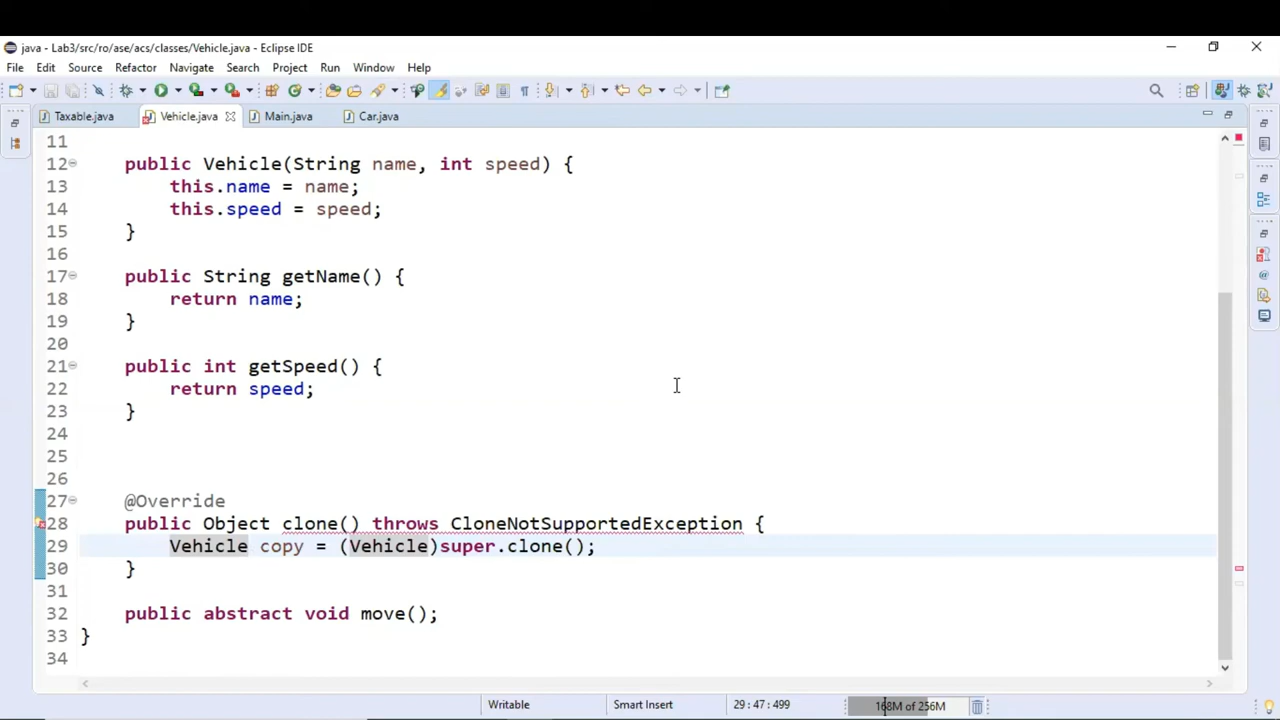 java - Lab3/src/ro/ase/acs/classes/Vehicle.java - Eclipse IDE
File Edit Source Refactor Navigate Search Project Run Window Help
Taxable.java Vehicle.java Main.java Car.java
11
12 public Vehicle(String name, int speed) {
13 this.name = name;
14 this.speed = speed;
15 }
16
17 public String getName() {
18 return name;
19 }
20
21 public int getSpeed() {
22 return speed;
23 }
24
25
26
27 @Override
28 public Object clone() throws CloneNotSupportedException {
29 Vehicle copy = (Vehicle)super.clone();
30 }
31
32 public abstract void move();
33 }
34
Writable Smart Insert 29 : 47 : 499 168M of 256M